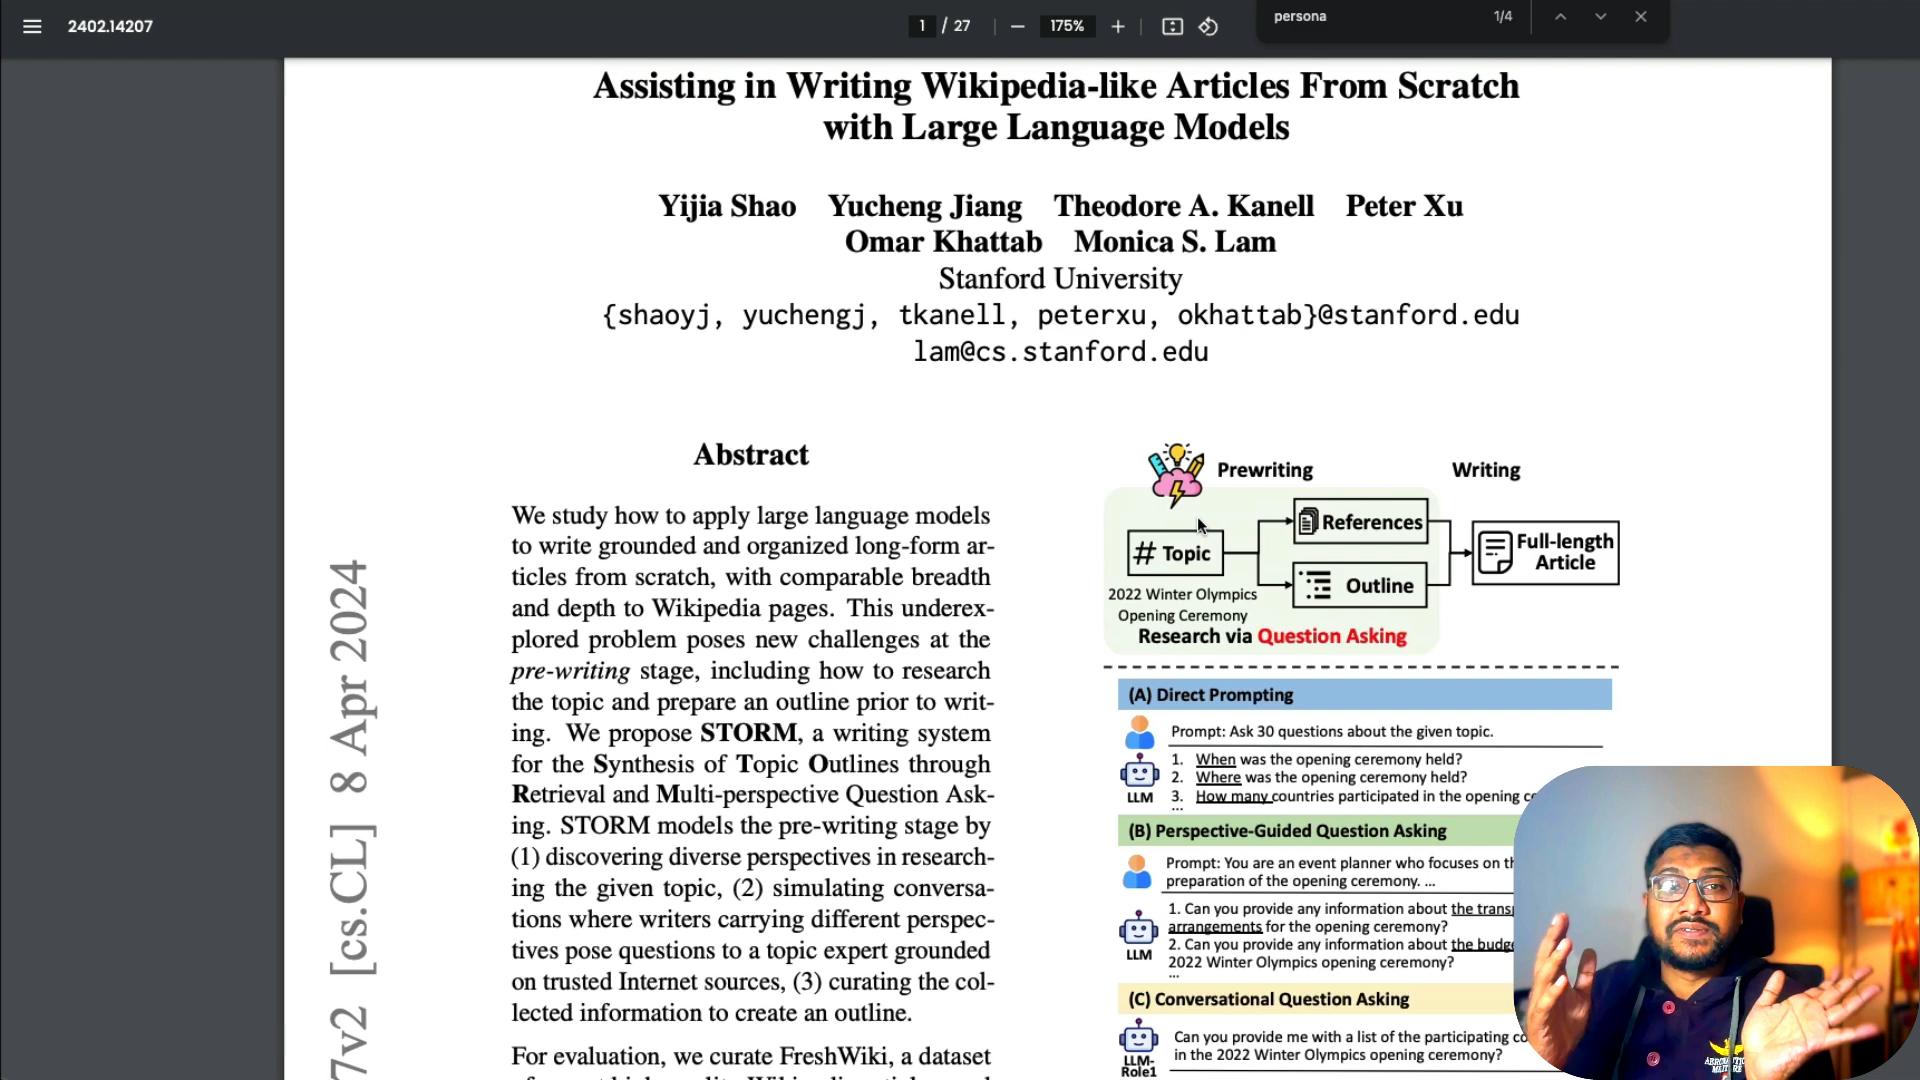 2402.14207
1 / 27
175%
persona
1/4
Assisting in Writing Wikipedia-like Articles From Scratch
with Large Language Models
Yijia Shao Yucheng Jiang Theodore A. Kanell Peter Xu
Omar Khattab Monica S. Lam
Stanford University
{shaoyj, yuchengj, tkanell, peterxu, okhattab}@stanford.edu
lam@cs.stanford.edu
7v2 [cs.CL] 8 Apr 2024
Abstract
We study how to apply large language models
to write grounded and organized long-form ar-
ticles from scratch, with comparable breadth
and depth to Wikipedia pages. This underex-
plored problem poses new challenges at the
pre-writing stage, including how to research
the topic and prepare an outline prior to writ-
ing. We propose STORM, a writing system
for the Synthesis of Topic Outlines through
Retrieval and Multi-perspective Question Ask-
ing. STORM models the pre-writing stage by
(1) discovering diverse perspectives in research-
ing the given topic, (2) simulating conversa-
tions where writers carrying different perspec-
tives pose questions to a topic expert grounded
on trusted Internet sources, (3) curating the col-
lected information to create an outline.
For evaluation, we curate FreshWiki, a dataset
Prewriting
Writing
# Topic
References
Outline
Full-length
Article
2022 Winter Olympics
Opening Ceremony
Research via Question Asking
(A) Direct Prompting
Prompt: Ask 30 questions about the given topic.
LLM
1. When was the opening ceremony held?
2. Where was the opening ceremony held?
3. How many countries participated in the opening
...
(B) Perspective-Guided Question Asking
Prompt: You are an event planner who focuses on
preparation of the opening ceremony. ...
LLM
1. Can you provide any information about the
arrangements for the opening ceremony?
2. Can you provide any information about the
2022 Winter Olympics opening ceremony?
...
(C) Conversational Question Asking
LLM-
Role1
Can you provide me with a list of the participating
in the 2022 Winter Olympics opening ceremony?